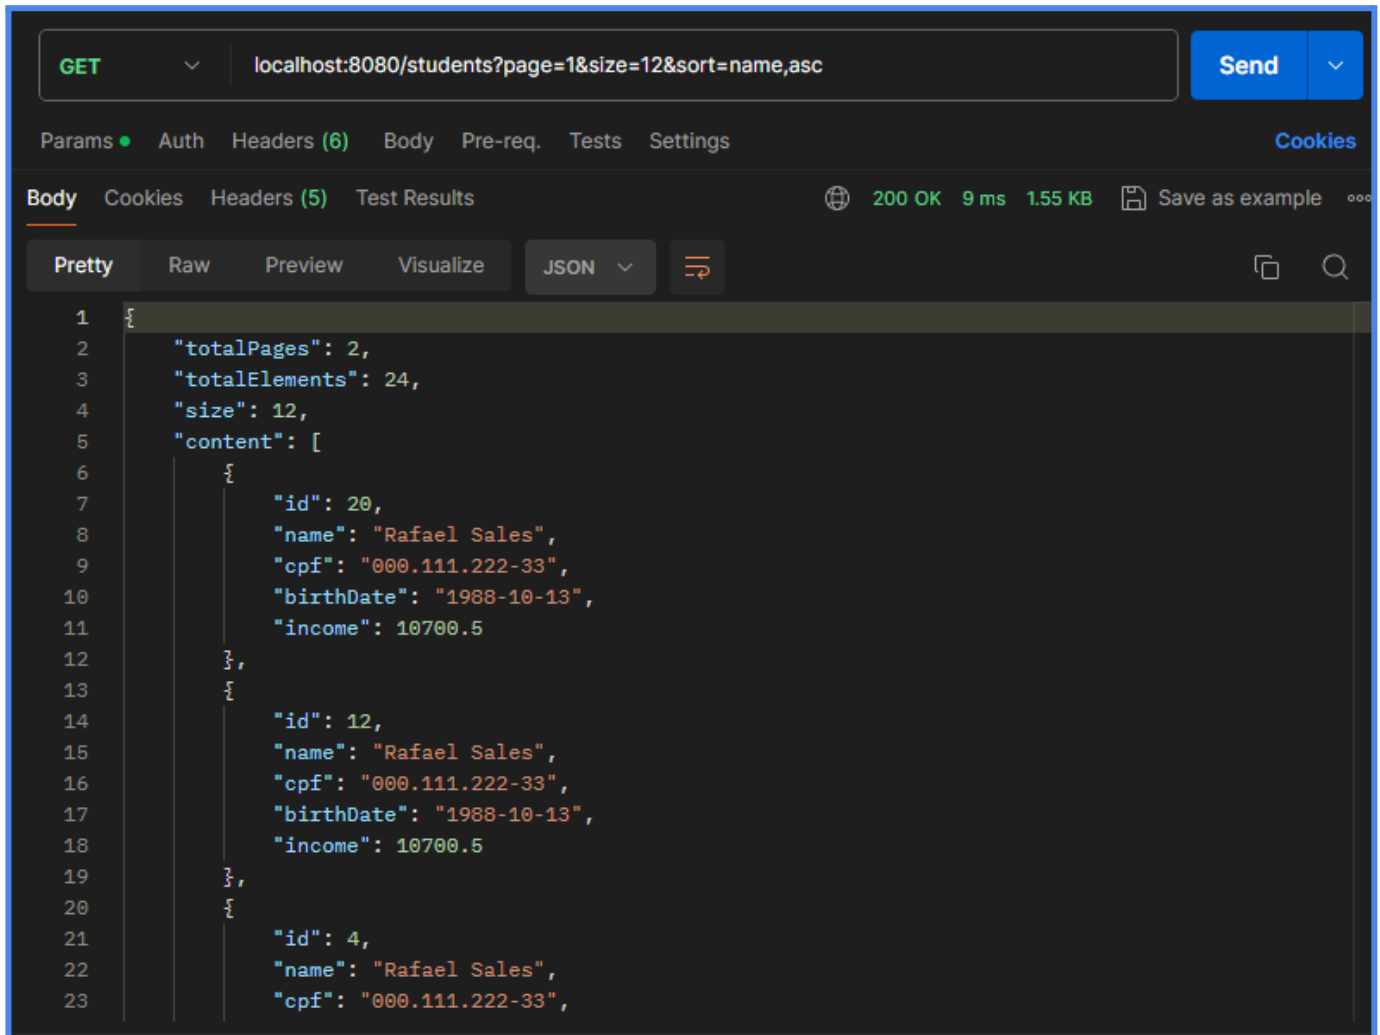 GET localhost:8080/students?page=1&size=12&sort=name,asc Send
Params Auth Headers (6) Body Pre-req. Tests Settings Cookies
Body Cookies Headers (5) Test Results 200 OK 9 ms 1.55 KB Save as example
Pretty Raw Preview Visualize JSON
1 {
2 "totalPages": 2,
3 "totalElements": 24,
4 "size": 12,
5 "content": [
6 {
7 "id": 20,
8 "name": "Rafael Sales",
9 "cpf": "000.111.222-33",
10 "birthDate": "1988-10-13",
11 "income": 10700.5
12 },
13 {
14 "id": 12,
15 "name": "Rafael Sales",
16 "cpf": "000.111.222-33",
17 "birthDate": "1988-10-13",
18 "income": 10700.5
19 },
20 {
21 "id": 4,
22 "name": "Rafael Sales",
23 "cpf": "000.111.222-33",